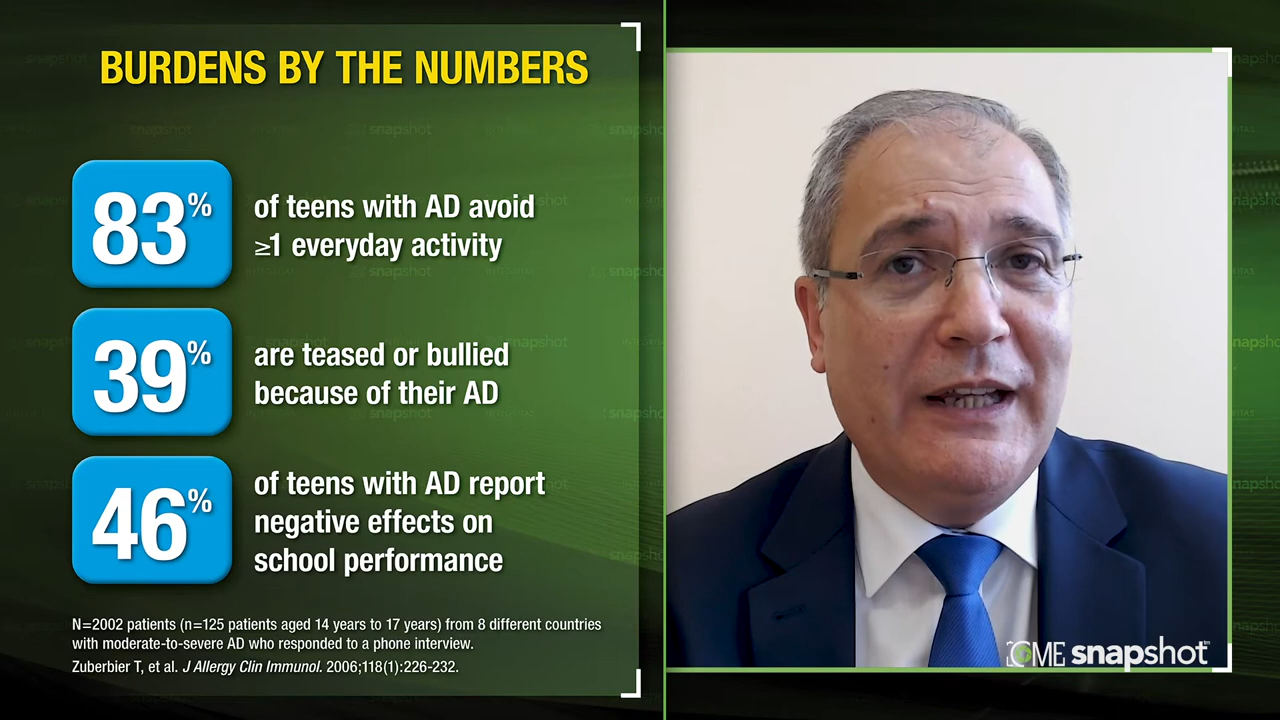 BURDENS BY THE NUMBERS
83%
of teens with AD avoid
≥1 everyday activity
39%
are teased or bullied
because of their AD
46%
of teens with AD report
negative effects on
school performance
N=2002 patients (n=125 patients aged 14 years to 17 years) from 8 different countries
with moderate-to-severe AD who responded to a phone interview.
Zuberbier T, et al. J Allergy Clin Immunol. 2006;118(1):226-232.
CME snapshot